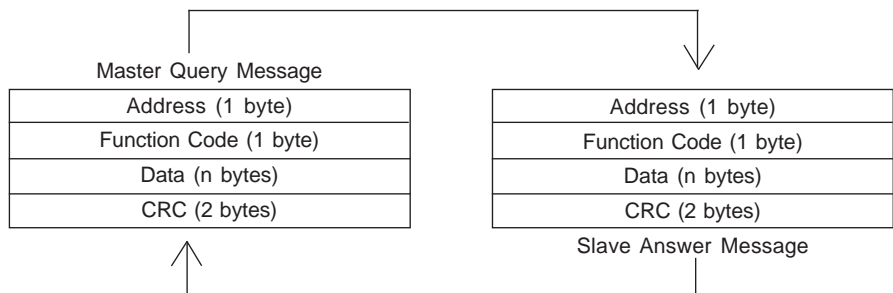 Master Query Message
Address (1 byte)
Function Code (1 byte)
Data (n bytes)
CRC (2 bytes)
Address (1 byte)
Function Code (1 byte)
Data (n bytes)
CRC (2 bytes)
Slave Answer Message